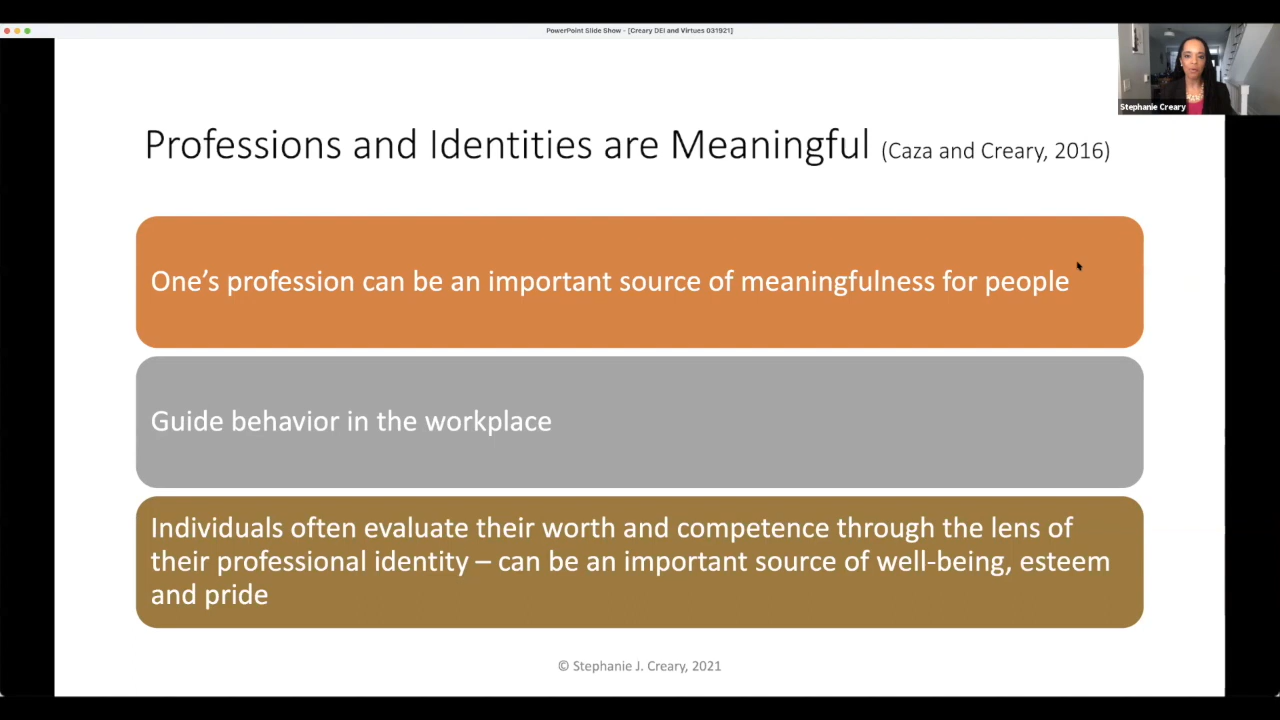 PowerPoint Slide Show - [Creary DEI and Virtues 031921]
Stephanie Creary
Professions and Identities are Meaningful (Caza and Creary, 2016)
One’s profession can be an important source of meaningfulness for people
Guide behavior in the workplace
Individuals often evaluate their worth and competence through the lens of
their professional identity – can be an important source of well-being, esteem
and pride
© Stephanie J. Creary, 2021